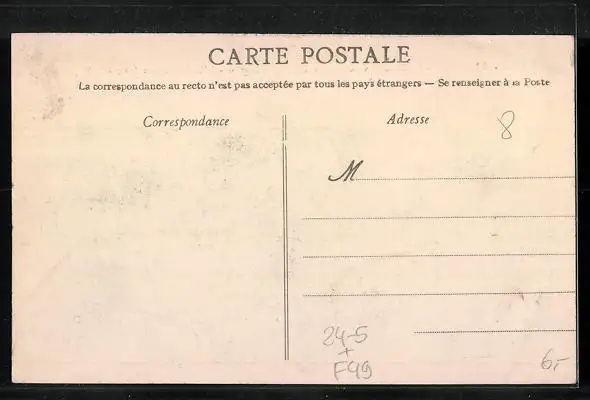 CARTE POSTALE
La correspondance au recto n'est pas acceptée par tous les pays étrangers — Se renseigner à la Poste
Correspondance
Adresse
8
M
24-5
+
F49
6,-